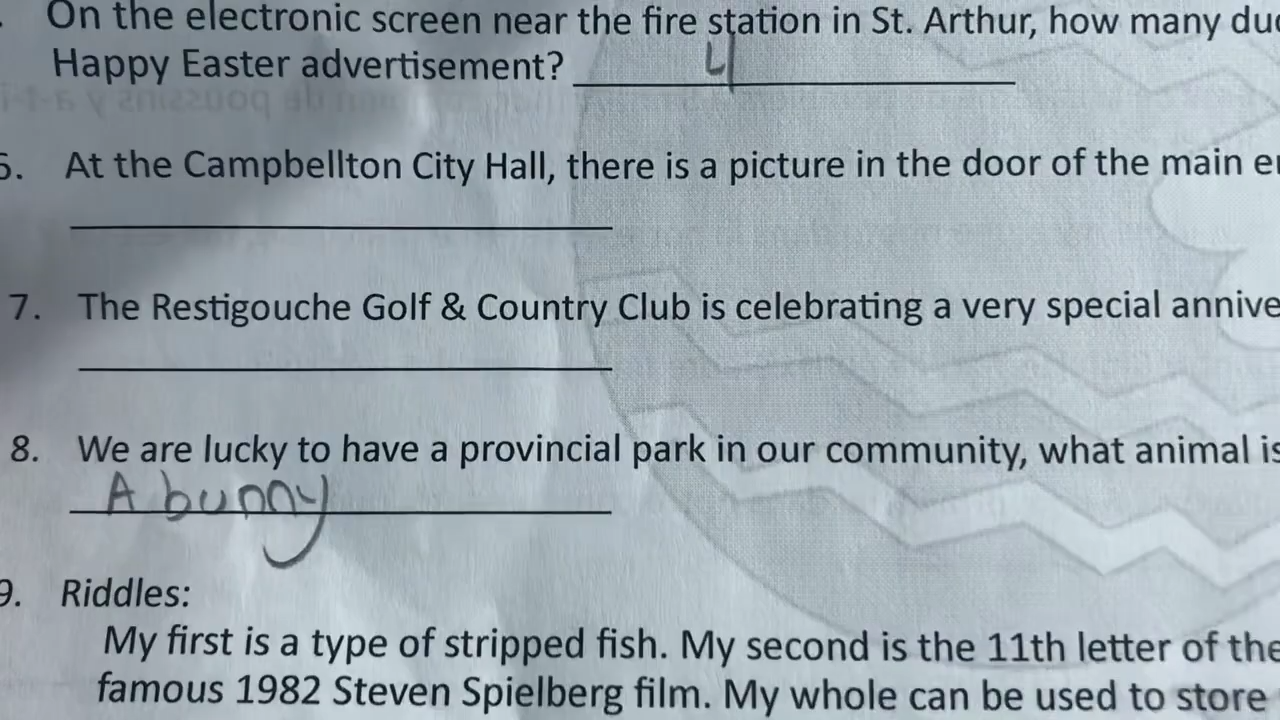 On the electronic screen near the fire station in St. Arthur, how many duc
Happy Easter advertisement? 4
6. At the Campbellton City Hall, there is a picture in the door of the main e
7. The Restigouche Golf & Country Club is celebrating a very special annive
8. We are lucky to have a provincial park in our community, what animal is
A bunny
9. Riddles:
My first is a type of stripped fish. My second is the 11th letter of the
famous 1982 Steven Spielberg film. My whole can be used to store